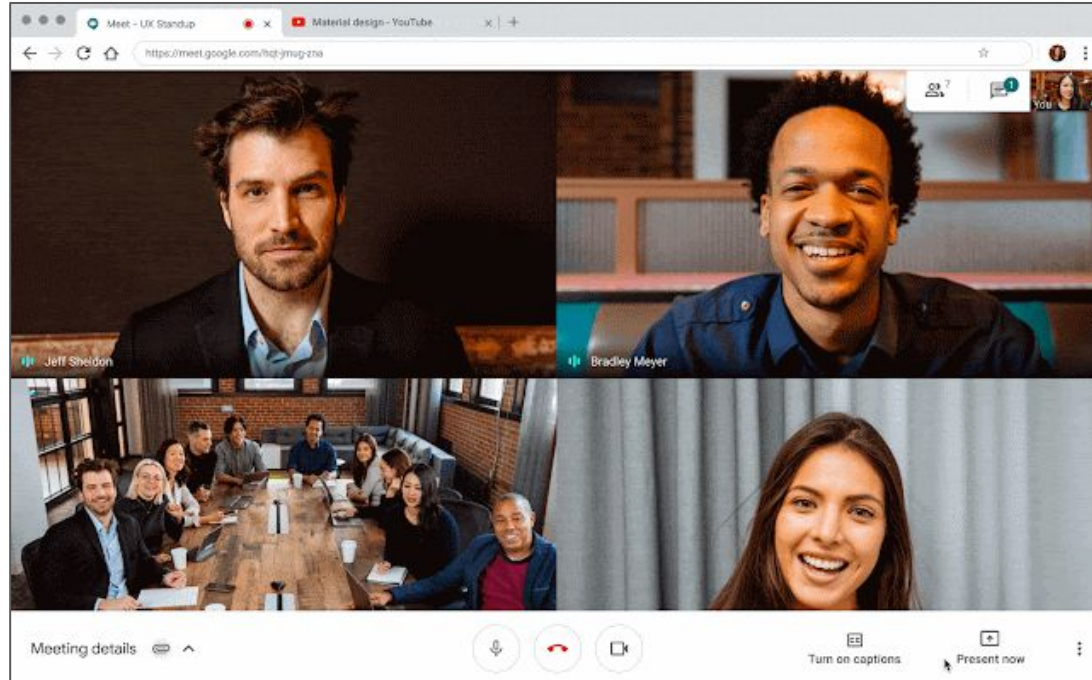 Meet - UX Standup
Material design - YouTube
https://meet.google.com/hqt-jmug-zna
7
1
You
Jeff Sheldon
Bradley Meyer
Meeting details
Turn on captions
Present now